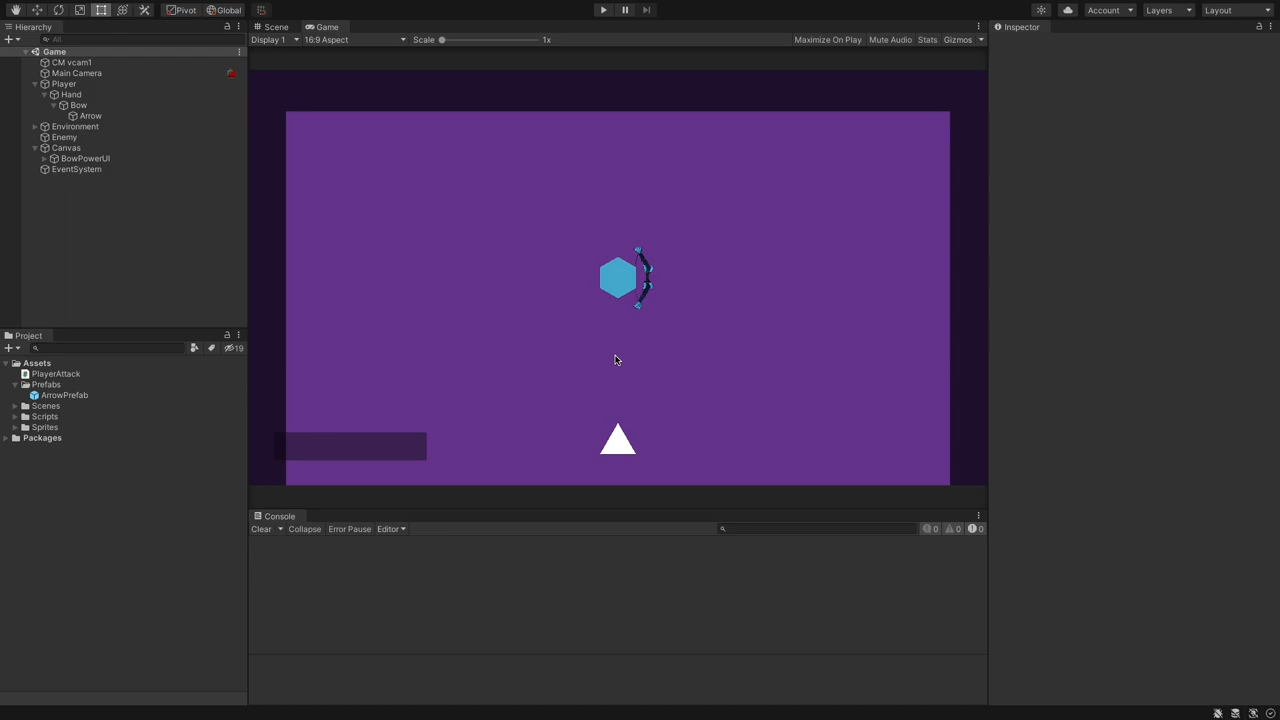 Pivot Global Account Layers Layout
Hierarchy Scene Game Inspector
All Display 1 16:9 Aspect Scale 1x Maximize On Play Mute Audio Stats Gizmos
Game
CM vcam1
Main Camera
Player
Hand
Bow
Arrow
Environment
Enemy
Canvas
BowPowerUI
EventSystem
Project
19
Assets
PlayerAttack
Prefabs
ArrowPrefab
Scenes
Scripts
Sprites
Packages
Console
Clear Collapse Error Pause Editor 0 0 0